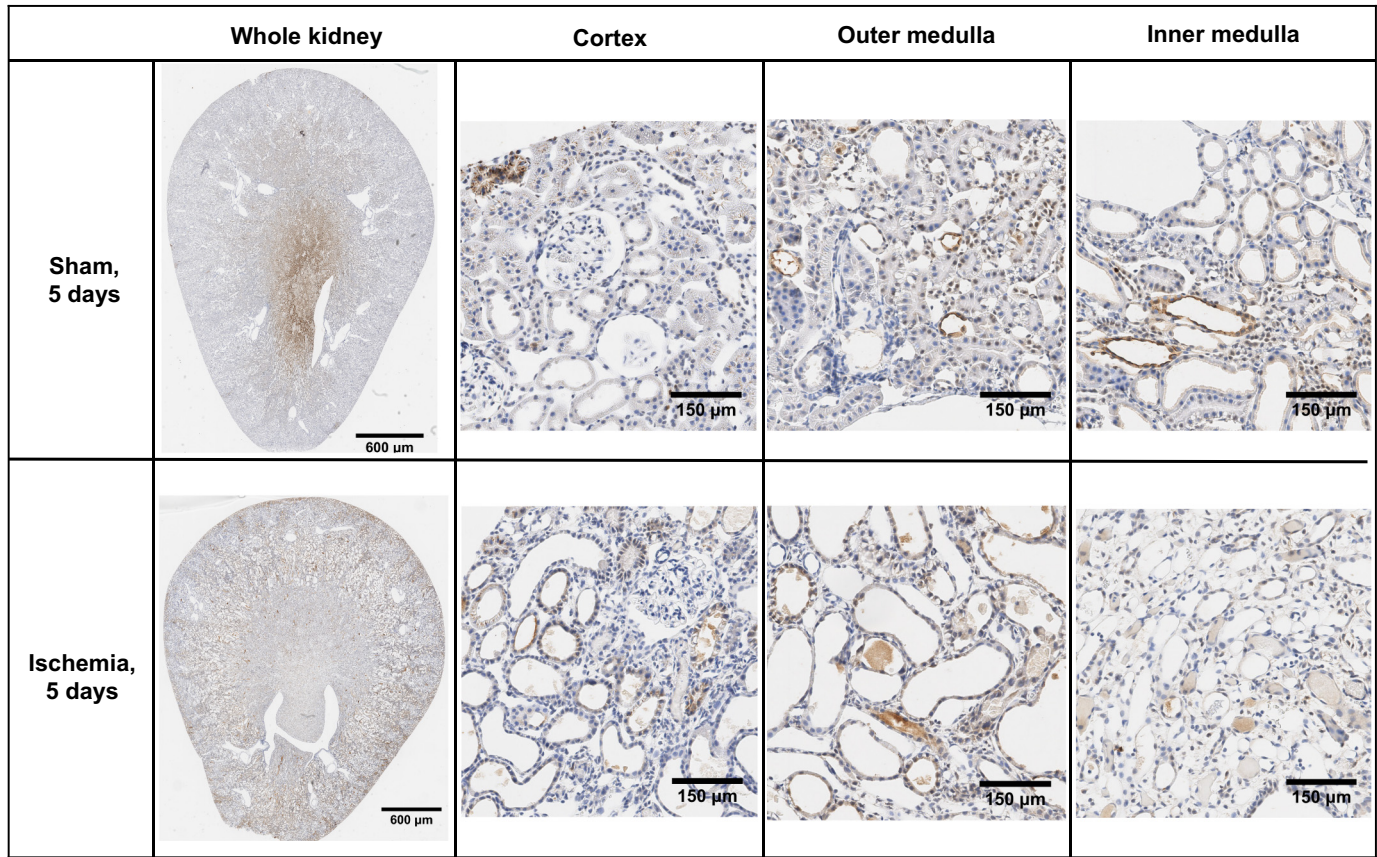 Whole kidney
Cortex
Outer medulla
Inner medulla
Sham,
5 days
600 µm
150 µm
150 µm
150 µm
Ischemia,
5 days
600 µm
150 µm
150 µm
150 µm